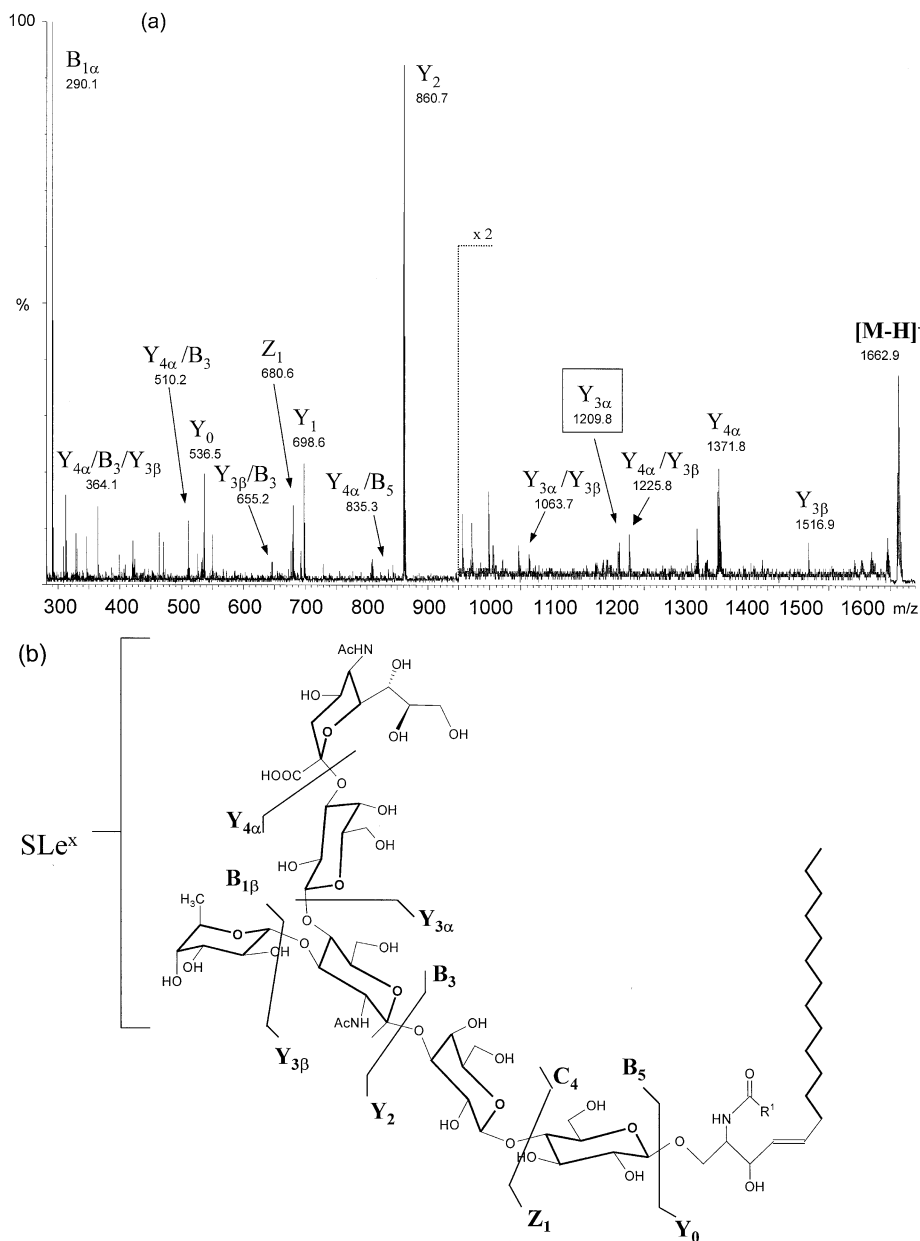 (a)
100
%
B1α
290.1
Y2
860.7
x 2
[M-H]-
1662.9
Y4α/B3
510.2
Z1
680.6
Y3α
1209.8
Y4α
1371.8
Y0
536.5
Y1
698.6
Y4α/B3/Y3β
364.1
Y3β/B3
655.2
Y4α/B5
835.3
Y3α/Y3β
1063.7
Y4α/Y3β
1225.8
Y3β
1516.9
300 400 500 600 700 800 900 1000 1100 1200 1300 1400 1500 1600 m/z
(b)
SLex
AcHN
OH
HO
OH
OH
OH
HOOC
O
O
Y4α
OH
OH
HO
O
B1β
Y3α
H3C
O
O
O
OH
OH
OH
HO
O
B3
AcNH
O
OH
Y3β
Y2
OH
O
OH
C4
B5
O
R1
HN
OH
O
O
HO
OH
O
OH
Z1
Y0